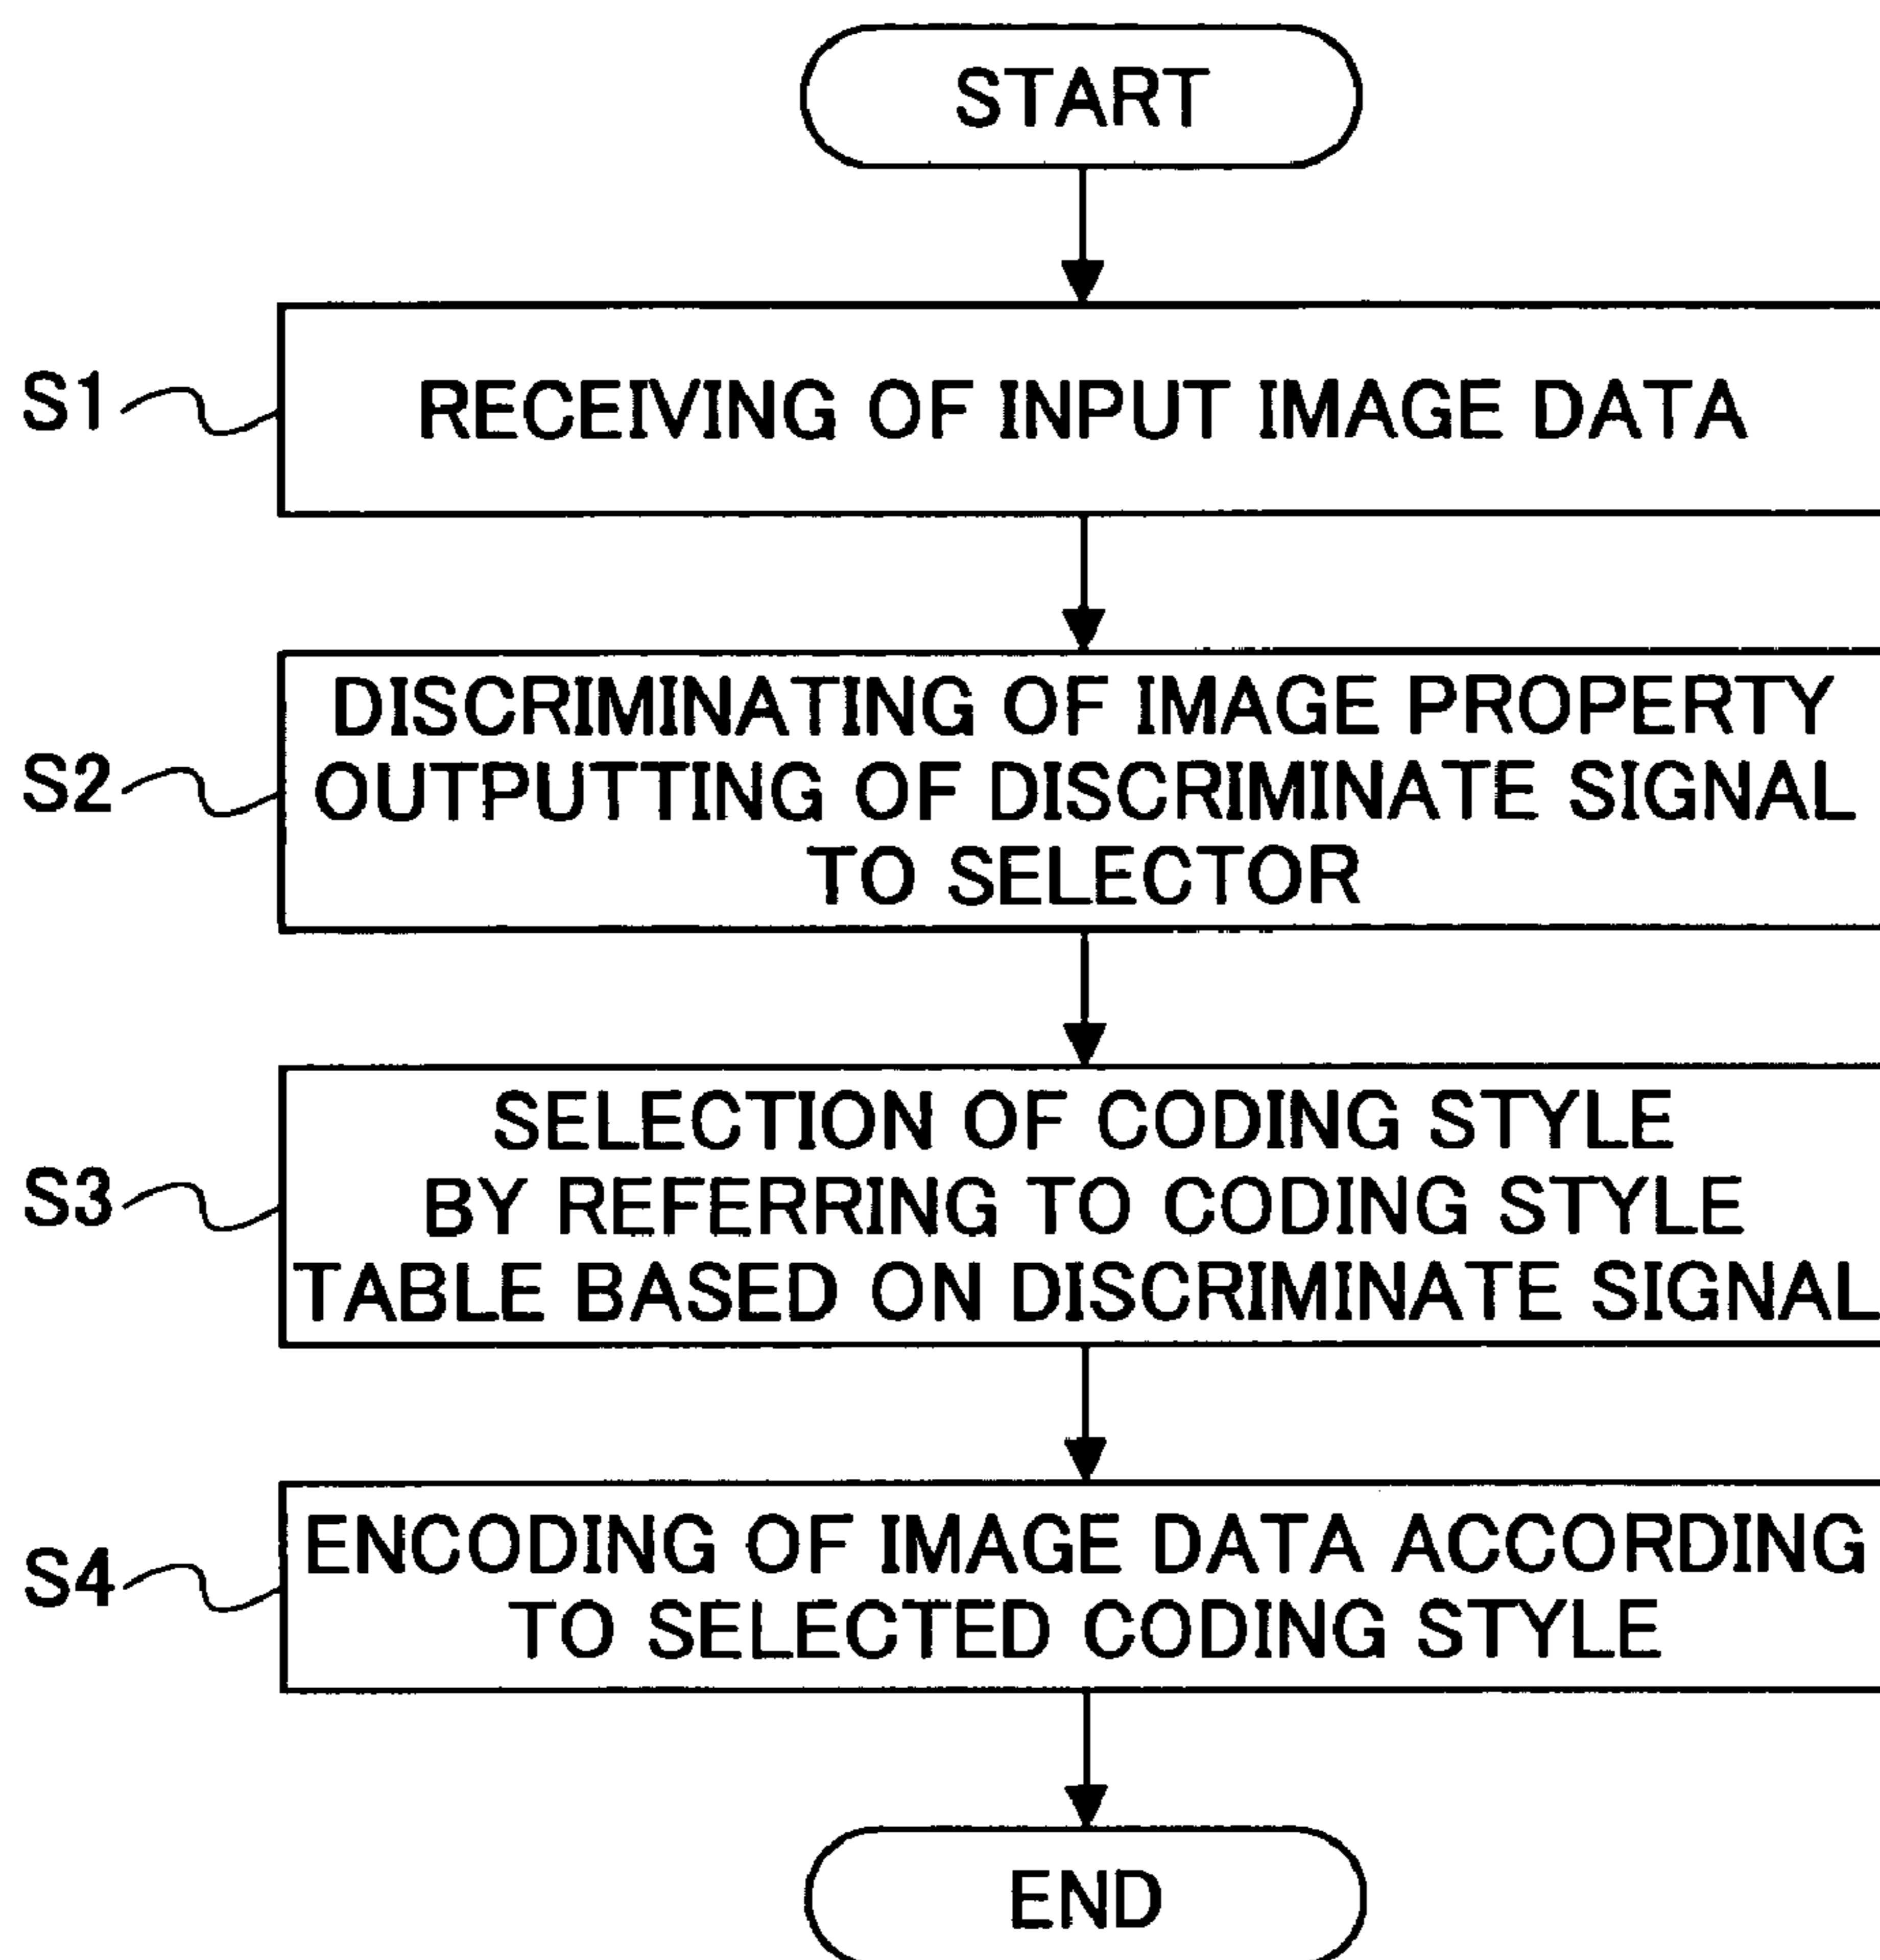 START
S1
RECEIVING OF INPUT IMAGE DATA
S2
DISCRIMINATING OF IMAGE PROPERTY
OUTPUTTING OF DISCRIMINATE SIGNAL
TO SELECTOR
S3
SELECTION OF CODING STYLE
BY REFERRING TO CODING STYLE
TABLE BASED ON DISCRIMINATE SIGNAL
S4
ENCODING OF IMAGE DATA ACCORDING
TO SELECTED CODING STYLE
END